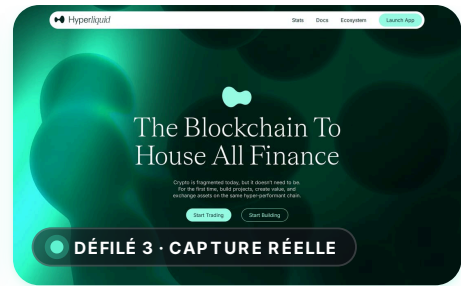 Hyperliquid
Stats Docs Ecosystem Launch App
The Blockchain To
House All Finance
Crypto is fragmented today, but it doesn't need to be.
For the first time, build projects, create value, and
exchange assets on the same hyper-performant chain.
Start Trading Start Building
DÉFILÉ 3 · CAPTURE RÉELLE